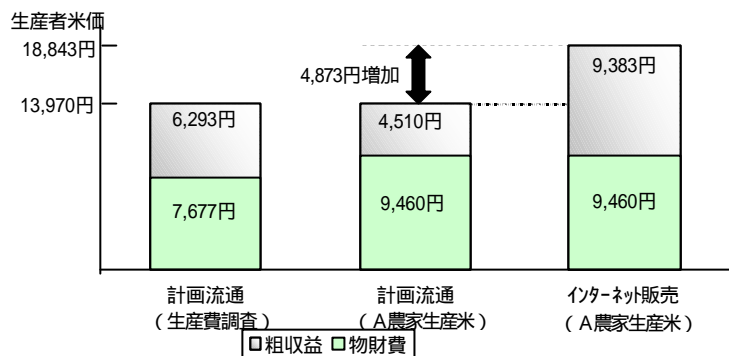 生産者米価
18,843円
13,970円
4,873円増加
6,293円
7,677円
4,510円
9,460円
9,383円
9,460円
計画流通
（生産費調査）
計画流通
（A農家生産米）
ｲﾝﾀｰﾈｯﾄ販売
（A農家生産米）
粗収益 物財費